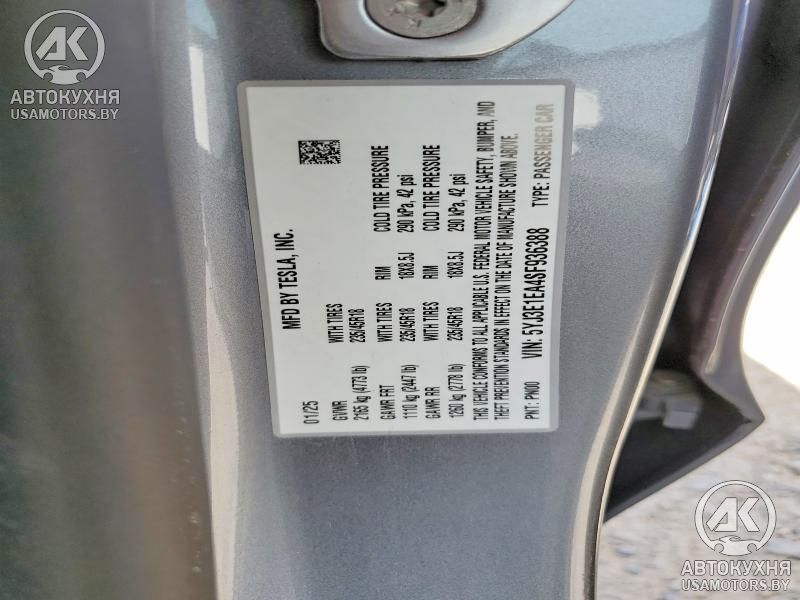 АК
АВТОКУХНЯ
USAMOTORS.BY
MFD BY TESLA, INC.
01/25
GVWR WITH TIRES RIM COLD TIRE PRESSURE
2165 kg (4773 lb) 235/45R18 18X8.5J 290 kPa, 42 psi
GAWR FRT WITH TIRES RIM COLD TIRE PRESSURE
1110 kg (2447 lb) 235/45R18 18X8.5J 290 kPa, 42 psi
GAWR RR
1260 kg (2778 lb)
THIS VEHICLE CONFORMS TO ALL APPLICABLE U.S. FEDERAL MOTOR VEHICLE SAFETY, BUMPER, AND
THEFT PREVENTION STANDARDS IN EFFECT ON THE DATE OF MANUFACTURE SHOWN ABOVE.
PNT: PN00 VIN: 5YJ3E1EA4SF936388 TYPE: PASSENGER CAR
АК
АВТОКУХНЯ
USAMOTORS.BY